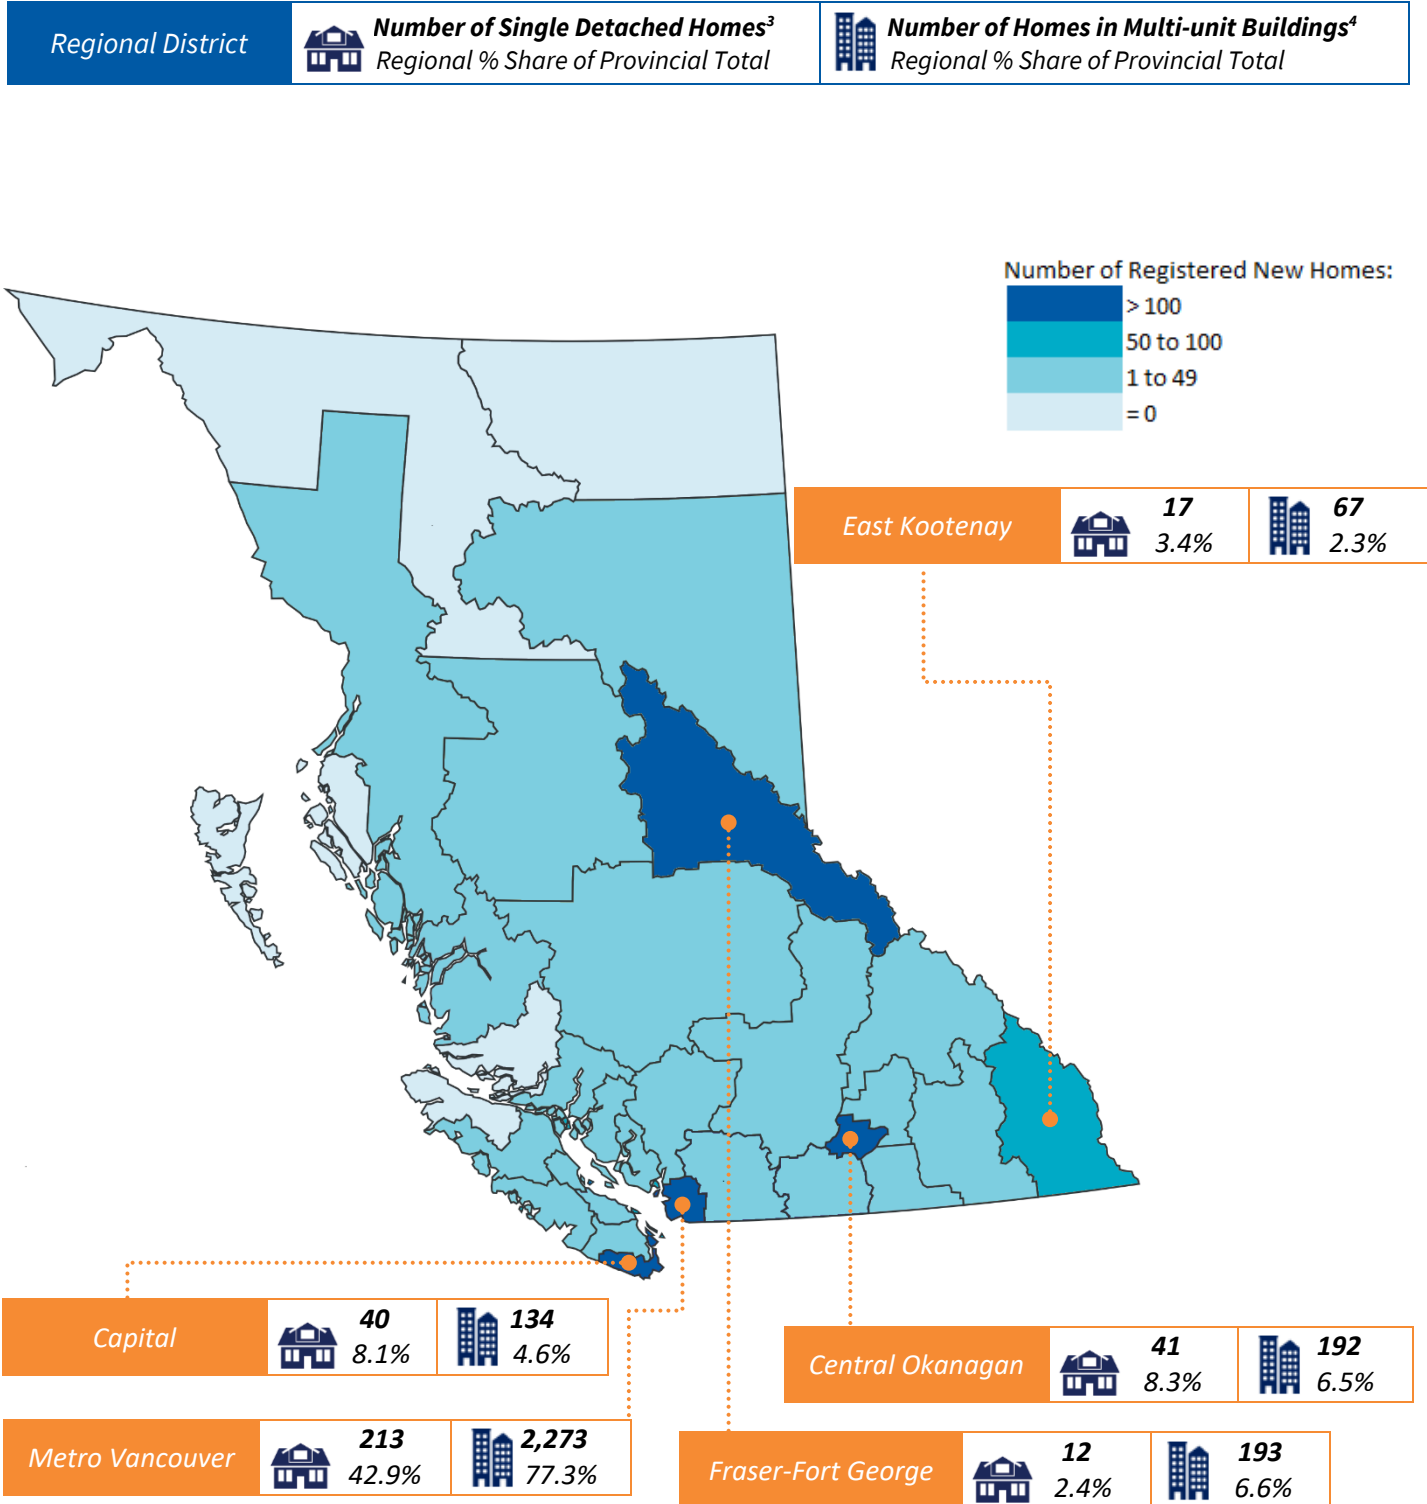 Regional District
Number of Single Detached Homes³
Regional % Share of Provincial Total
Number of Homes in Multi-unit Buildings⁴
Regional % Share of Provincial Total
Number of Registered New Homes:
> 100
50 to 100
1 to 49
= 0
East Kootenay
17
3.4%
67
2.3%
Capital
40
8.1%
134
4.6%
Central Okanagan
41
8.3%
192
6.5%
Metro Vancouver
213
42.9%
2,273
77.3%
Fraser-Fort George
12
2.4%
193
6.6%